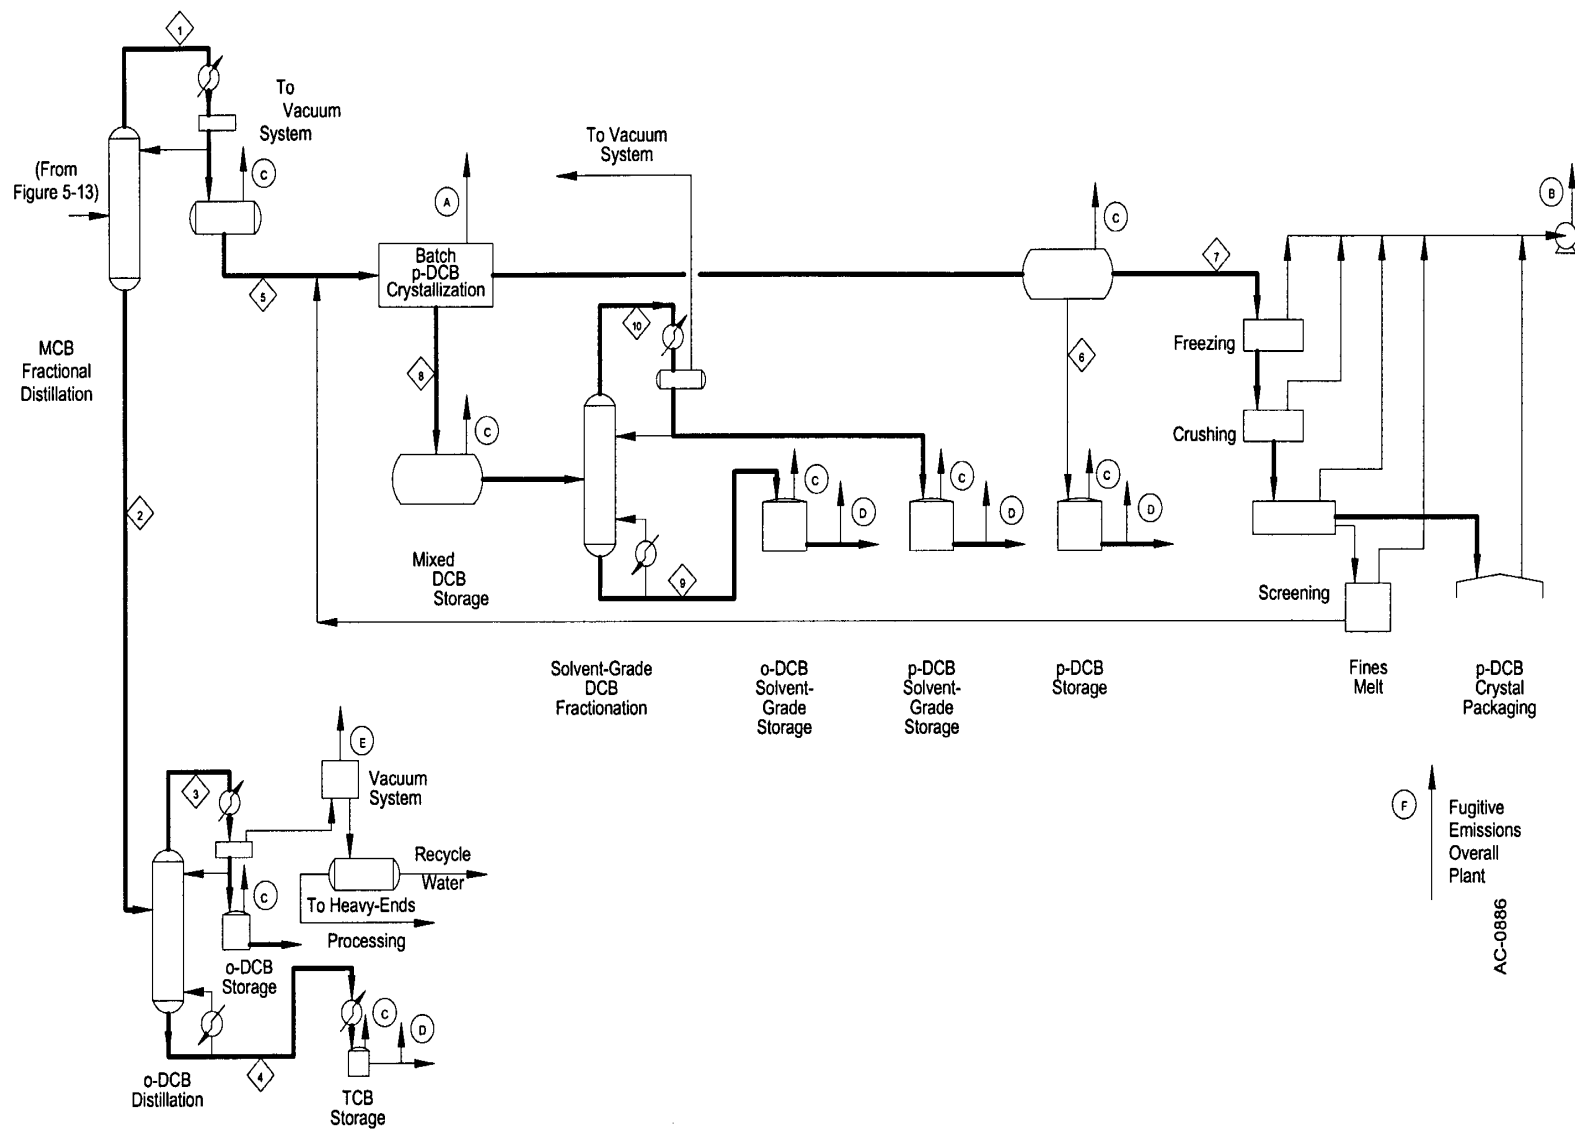 1
To
Vacuum
System
(From
Figure 5-13)
C
5
MCB
Fractional
Distillation
2
A
Batch
p-DCB
Crystallization
8
C
Mixed
DCB
Storage
To Vacuum
System
10
9
Solvent-Grade
DCB
Fractionation
C
D
o-DCB
Solvent-
Grade
Storage
C
D
p-DCB
Solvent-
Grade
Storage
C
6
C
D
p-DCB
Storage
7
B
Freezing
Crushing
Screening
Fines
Melt
p-DCB
Crystal
Packaging
3
E
Vacuum
System
C
Recycle
Water
To Heavy-Ends
Processing
o-DCB
Storage
4
C
D
o-DCB
Distillation
TCB
Storage
F
Fugitive
Emissions
Overall
Plant
AC-0886